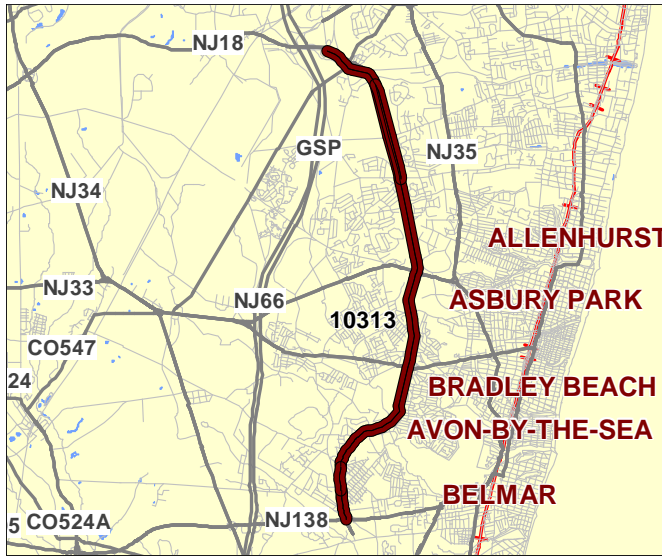 NJ18
GSP
NJ35
NJ34
ALLENHURST
NJ33
NJ66
ASBURY PARK
10313
CO547
24
BRADLEY BEACH
AVON-BY-THE-SEA
BELMAR
5
CO524A
NJ138